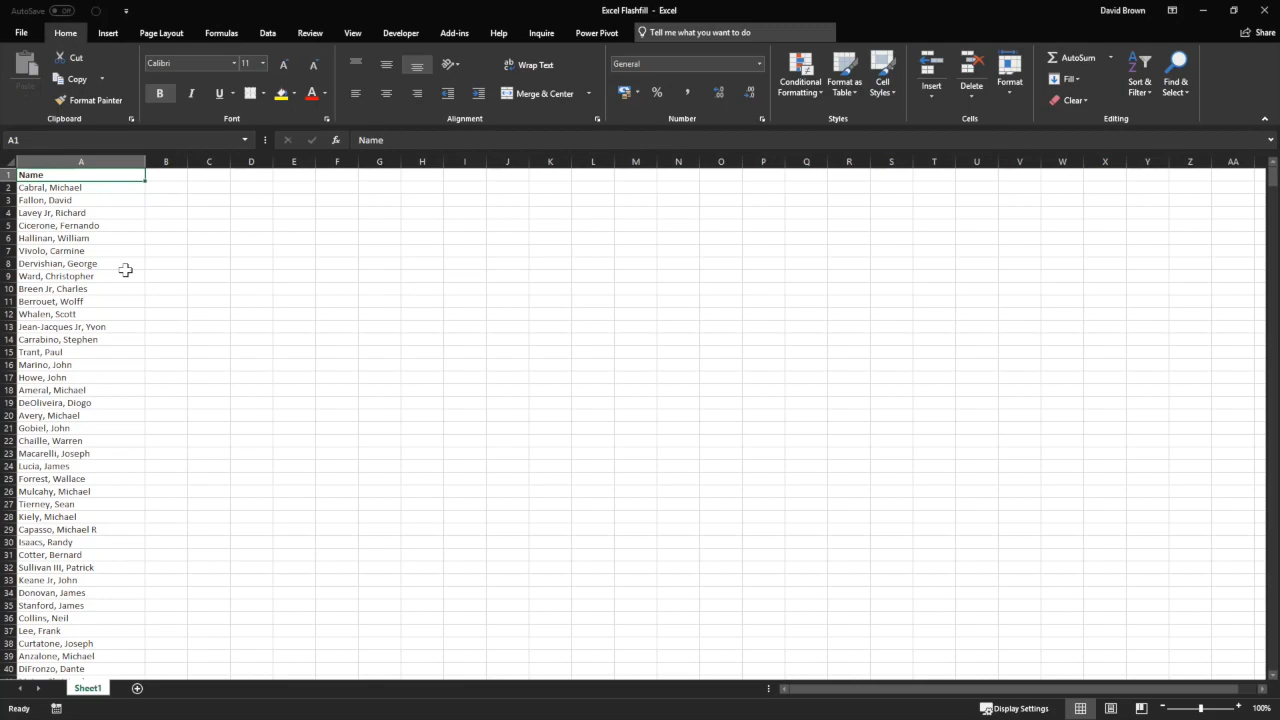 AutoSave Off
Excel Flashfill - Excel
David Brown
File Home Insert Page Layout Formulas Data Review View Developer Add-ins Help Inquire Power Pivot Tell me what you want to do Share
Paste
Cut
Copy
Format Painter
Clipboard
Calibri 11
B I U
Font
Wrap Text
Merge & Center
Alignment
General
%
Number
Conditional Formatting
Format as Table
Cell Styles
Styles
Insert
Delete
Format
Cells
AutoSum
Fill
Clear
Sort & Filter
Find & Select
Editing
A1 fx Name
A B C D E F G H I J K L M N O P Q R S T U V W X Y Z AA
1 Name
2 Cabral, Michael
3 Fallon, David
4 Lavey Jr, Richard
5 Cicerone, Fernando
6 Hallinan, William
7 Vivolo, Carmine
8 Dervishian, George
9 Ward, Christopher
10 Breen Jr, Charles
11 Berrouet, Wolff
12 Whalen, Scott
13 Jean-Jacques Jr, Yvon
14 Carrabino, Stephen
15 Trant, Paul
16 Marino, John
17 Howe, John
18 Ameral, Michael
19 DeOliveira, Diogo
20 Avery, Michael
21 Gobiel, John
22 Chaille, Warren
23 Macarelli, Joseph
24 Lucia, James
25 Forrest, Wallace
26 Mulcahy, Michael
27 Tierney, Sean
28 Kiely, Michael
29 Capasso, Michael R
30 Isaacs, Randy
31 Cotter, Bernard
32 Sullivan III, Patrick
33 Keane Jr, John
34 Donovan, James
35 Stanford, James
36 Collins, Neil
37 Lee, Frank
38 Curtatone, Joseph
39 Anzalone, Michael
40 DiFronzo, Dante
Sheet1
Ready
Display Settings
100%